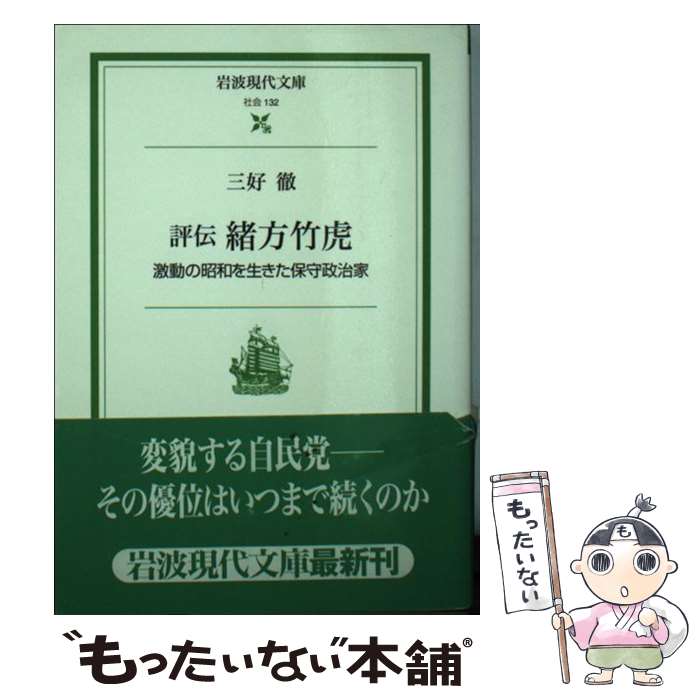 岩波現代文庫
社会 132
三好 徹
評伝 緒方竹虎
激動の昭和を生きた保守政治家
変貌する自民党——
その優位はいつまで続くのか
岩波現代文庫最新刊
も
もったいない
"もったいない本舗®